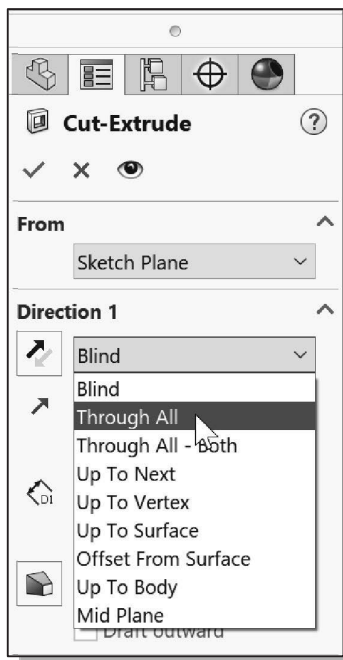 Cut-Extrude
?
From
Sketch Plane
Direction 1
Blind
Blind
Through All
Through All - Both
Up To Next
Up To Vertex
Up To Surface
D1
Offset From Surface
Up To Body
Mid Plane
Draft outward